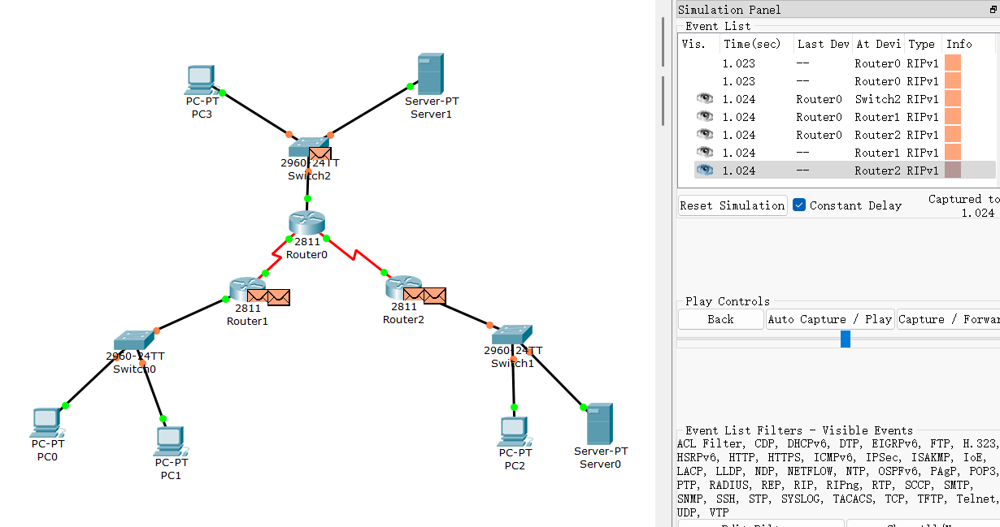 PC-PT
PC3
Server-PT
Server1
2960-24TT
Switch2
2811
Router0
2811
Router1
2811
Router2
2960-24TT
Switch0
2960-24TT
Switch1
PC-PT
PC0
PC-PT
PC1
PC-PT
PC2
Server-PT
Server0
Simulation Panel
Event List
Vis. Time(sec) Last Dev At Devi Type Info
1.023 -- Router0 RIPv1
1.023 -- Router0 RIPv1
1.024 Router0 Switch2 RIPv1
1.024 Router0 Router1 RIPv1
1.024 Router0 Router2 RIPv1
1.024 -- Router1 RIPv1
1.024 -- Router2 RIPv1
Reset Simulation Constant Delay Captured to
1.024
Play Controls
Back Auto Capture / Play Capture / Forwar
Event List Filters - Visible Events
ACL Filter, CDP, DHCPv6, DTP, EIGRPv6, FTP, H.323,
HSRPv6, HTTP, HTTPS, ICMPv6, IPSec, ISAKMP, IoE,
LACP, LLDP, NDP, NETFLOW, NTP, OSPFv6, PAgP, POP3,
PTP, RADIUS, REP, RIP, RIPng, RTP, SCCP, SMTP,
SNMP, SSH, STP, SYSLOG, TACACS, TCP, TFTP, Telnet,
UDP, VTP